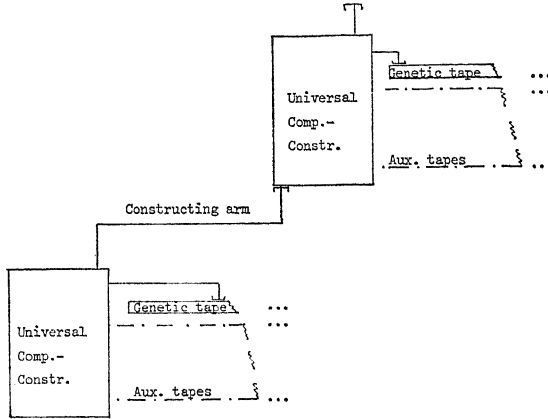 Genetic tape
Universal
Comp.-
Constr.
Aux. tapes
Constructing arm
Genetic tape
Universal
Comp.-
Constr.
Aux. tapes